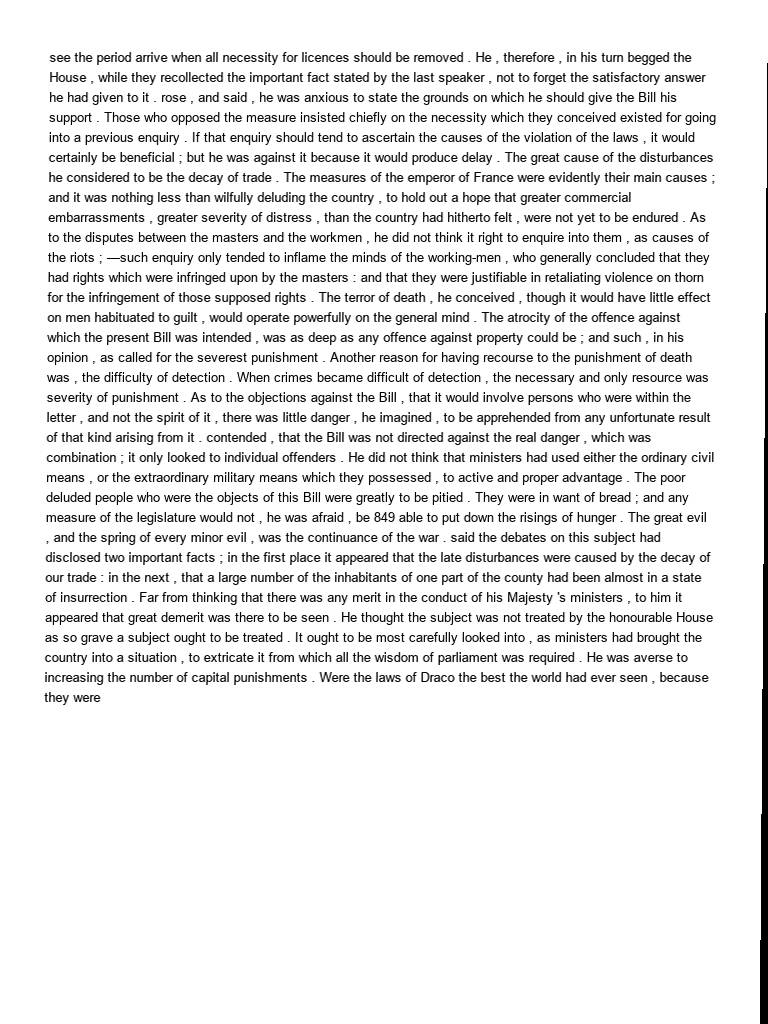 see the period arrive when all necessity for licences should be removed . He , therefore , in his turn begged the
House , while they recollected the important fact stated by the last speaker , not to forget the satisfactory answer
he had given to it . rose , and said , he was anxious to state the grounds on which he should give the Bill his
support . Those who opposed the measure insisted chiefly on the necessity which they conceived existed for going
into a previous enquiry . If that enquiry should tend to ascertain the causes of the violation of the laws , it would
certainly be beneficial ; but he was against it because it would produce delay . The great cause of the disturbances
he considered to be the decay of trade . The measures of the emperor of France were evidently their main causes ;
and it was nothing less than wilfully deluding the country , to hold out a hope that greater commercial
embarrassments , greater severity of distress , than the country had hitherto felt , were not yet to be endured . As
to the disputes between the masters and the workmen , he did not think it right to enquire into them , as causes of
the riots ; —such enquiry only tended to inflame the minds of the working-men , who generally concluded that they
had rights which were infringed upon by the masters : and that they were justifiable in retaliating violence on thorn
for the infringement of those supposed rights . The terror of death , he conceived , though it would have little effect
on men habituated to guilt , would operate powerfully on the general mind . The atrocity of the offence against
which the present Bill was intended , was as deep as any offence against property could be ; and such , in his
opinion , as called for the severest punishment . Another reason for having recourse to the punishment of death
was , the difficulty of detection . When crimes became difficult of detection , the necessary and only resource was
severity of punishment . As to the objections against the Bill , that it would involve persons who were within the
letter , and not the spirit of it , there was little danger , he imagined , to be apprehended from any unfortunate result
of that kind arising from it . contended , that the Bill was not directed against the real danger , which was
combination ; it only looked to individual offenders . He did not think that ministers had used either the ordinary civil
means , or the extraordinary military means which they possessed , to active and proper advantage . The poor
deluded people who were the objects of this Bill were greatly to be pitied . They were in want of bread ; and any
measure of the legislature would not , he was afraid , be 849 able to put down the risings of hunger . The great evil
, and the spring of every minor evil , was the continuance of the war . said the debates on this subject had
disclosed two important facts ; in the first place it appeared that the late disturbances were caused by the decay of
our trade : in the next , that a large number of the inhabitants of one part of the county had been almost in a state
of insurrection . Far from thinking that there was any merit in the conduct of his Majesty 's ministers , to him it
appeared that great demerit was there to be seen . He thought the subject was not treated by the honourable House
as so grave a subject ought to be treated . It ought to be most carefully looked into , as ministers had brought the
country into a situation , to extricate it from which all the wisdom of parliament was required . He was averse to
increasing the number of capital punishments . Were the laws of Draco the best the world had ever seen , because
they were